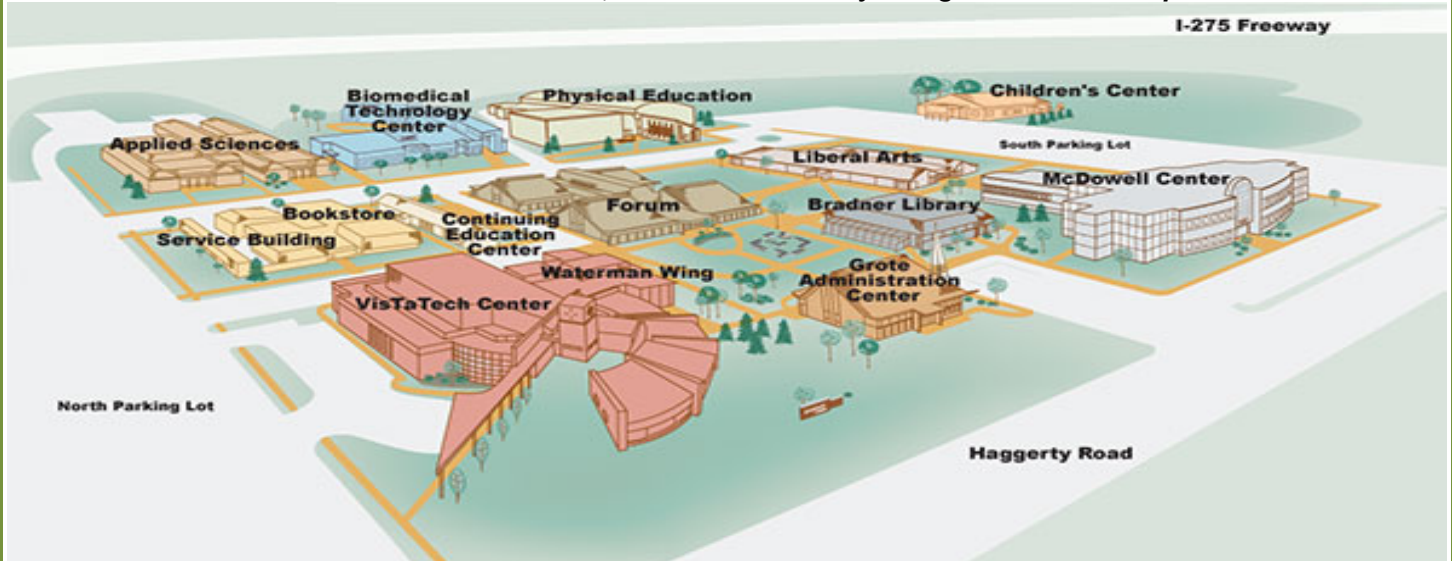 I-275 Freeway
Children's Center
Biomedical
Technology
Center
Physical Education
Applied Sciences
South Parking Lot
Liberal Arts
McDowell Center
Bookstore
Service Building
Continuing
Education
Center
Forum
Bradner Library
Waterman Wing
Grote
Administration
Center
VisTaTech Center
North Parking Lot
Haggerty Road